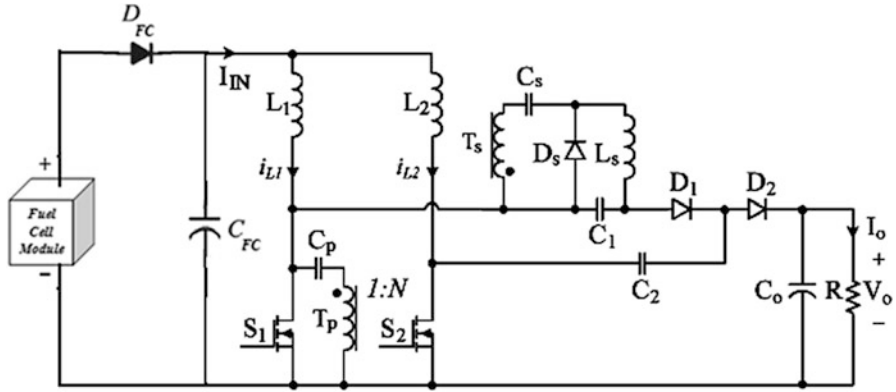 D_FC
I_IN
L_1
L_2
C_s
T_s
D_s
L_s
i_L1
i_L2
D_1
D_2
+
Fuel
Cell
Module
−
C_FC
C_p
C_1
C_2
I_o
+
1:N
S_1
T_p
S_2
C_o
R
V_o
−